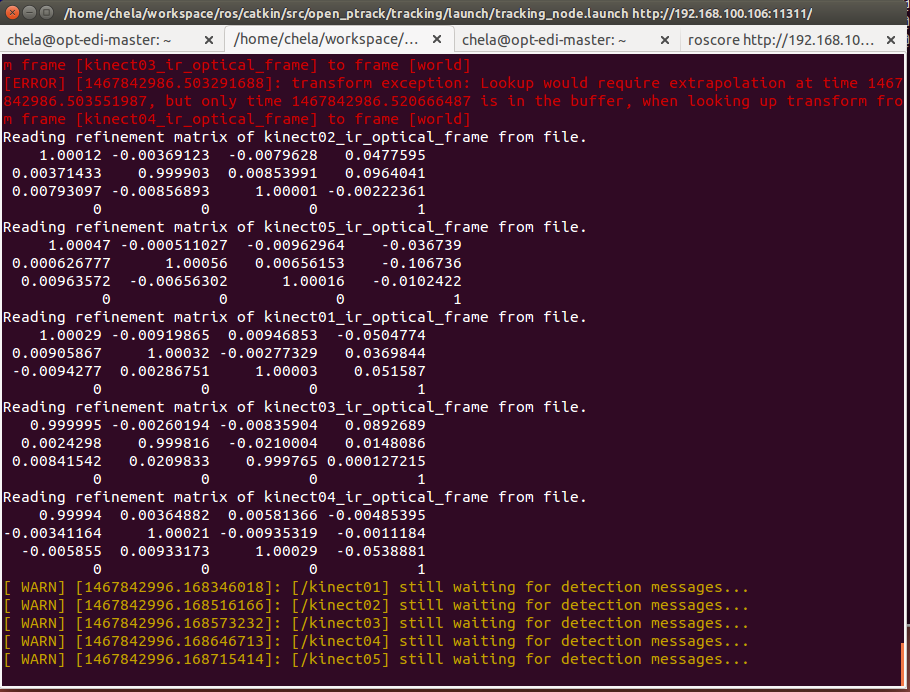 /home/chela/workspace/ros/catkin/src/open_ptrack/tracking/launch/tracking_node.launch http://192.168.100.106:11311/
chela@opt-edi-master: ~ × /home/chela/workspace/... × chela@opt-edi-master: ~ × roscore http://192.168.10... ×
m frame [kinect03_ir_optical_frame] to frame [world]
[ERROR] [1467842986.503291688]: transform exception: Lookup would require extrapolation at time 1467
842986.503551987, but only time 1467842986.520666487 is in the buffer, when looking up transform fro
m frame [kinect04_ir_optical_frame] to frame [world]
Reading refinement matrix of kinect02_ir_optical_frame from file.
1.00012 -0.00369123 -0.0079628 0.0477595
0.00371433 0.999903 0.00853991 0.0964041
0.00793097 -0.00856893 1.00001 -0.00222361
0 0 0 1
Reading refinement matrix of kinect05_ir_optical_frame from file.
1.00047 -0.000511027 -0.00962964 -0.036739
0.000626777 1.00056 0.00656153 -0.106736
0.00963572 -0.00656302 1.00016 -0.0102422
0 0 0 1
Reading refinement matrix of kinect01_ir_optical_frame from file.
1.00029 -0.00919865 0.00946853 -0.0504774
0.00905867 1.00032 -0.00277329 0.0369844
-0.0094277 0.00286751 1.00003 0.051587
0 0 0 1
Reading refinement matrix of kinect03_ir_optical_frame from file.
0.999995 -0.00260194 -0.00835904 0.0892689
0.0024298 0.999816 -0.0210004 0.0148086
0.00841542 0.0209833 0.999765 0.000127215
0 0 0 1
Reading refinement matrix of kinect04_ir_optical_frame from file.
0.99994 0.00364882 0.00581366 -0.00485395
-0.00341164 1.00021 -0.00935319 -0.0011184
-0.005855 0.00933173 1.00029 -0.0538881
0 0 0 1
[ WARN] [1467842996.168346018]: [/kinect01] still waiting for detection messages...
[ WARN] [1467842996.168516166]: [/kinect02] still waiting for detection messages...
[ WARN] [1467842996.168573232]: [/kinect03] still waiting for detection messages...
[ WARN] [1467842996.168646713]: [/kinect04] still waiting for detection messages...
[ WARN] [1467842996.168715414]: [/kinect05] still waiting for detection messages...